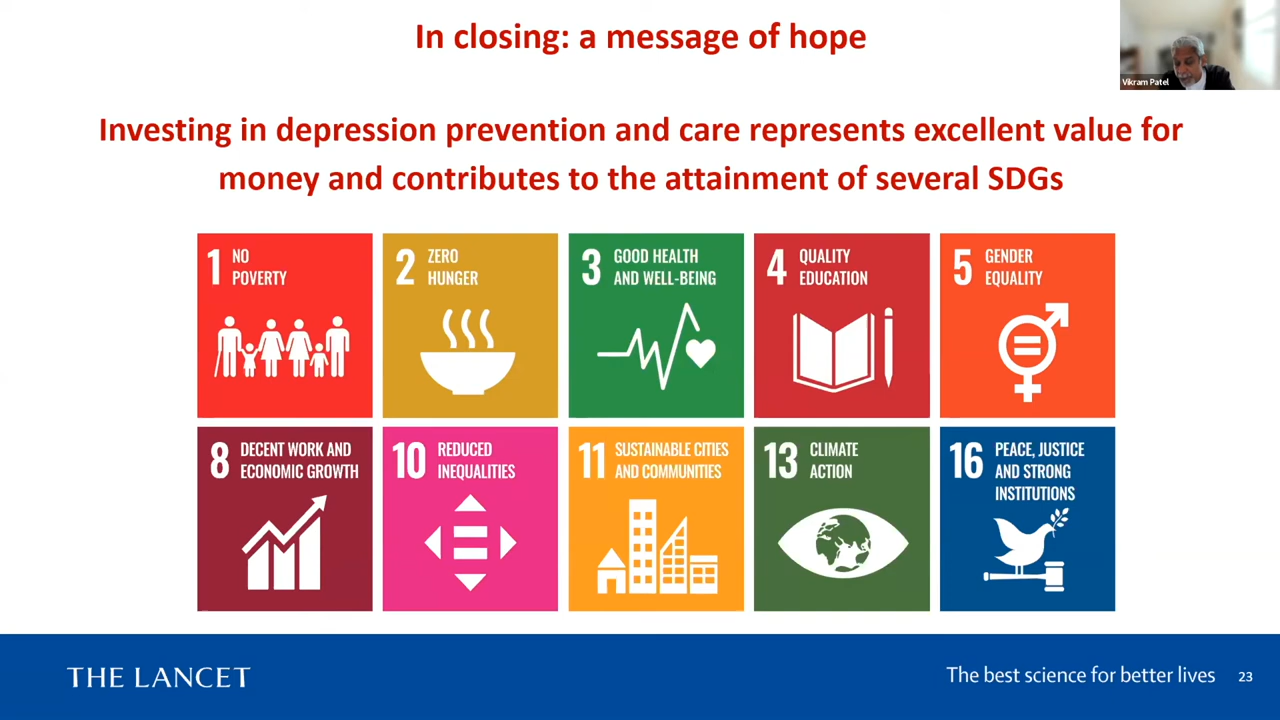 In closing: a message of hope
Vikram Patel
Investing in depression prevention and care represents excellent value for
money and contributes to the attainment of several SDGs
1 NO
POVERTY
2 ZERO
HUNGER
3 GOOD HEALTH
AND WELL-BEING
4 QUALITY
EDUCATION
5 GENDER
EQUALITY
8 DECENT WORK AND
ECONOMIC GROWTH
10 REDUCED
INEQUALITIES
11 SUSTAINABLE CITIES
AND COMMUNITIES
13 CLIMATE
ACTION
16 PEACE, JUSTICE
AND STRONG
INSTITUTIONS
THE LANCET
The best science for better lives 23